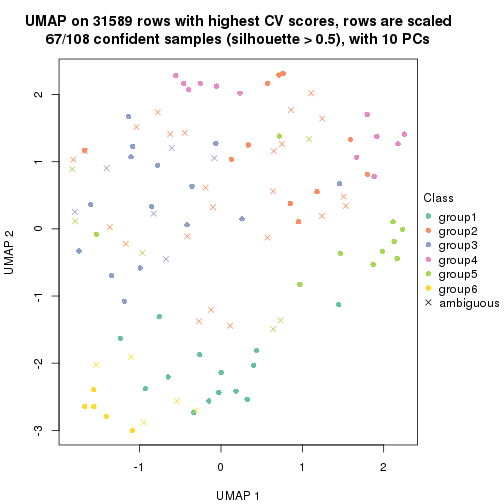 UMAP on 31589 rows with highest CV scores, rows are scaled
67/108 confident samples (silhouette > 0.5), with 10 PCs
2
1
0
-1
-2
-3
UMAP 2
-1
0
1
2
UMAP 1
Class
group1
group2
group3
group4
group5
group6
ambiguous